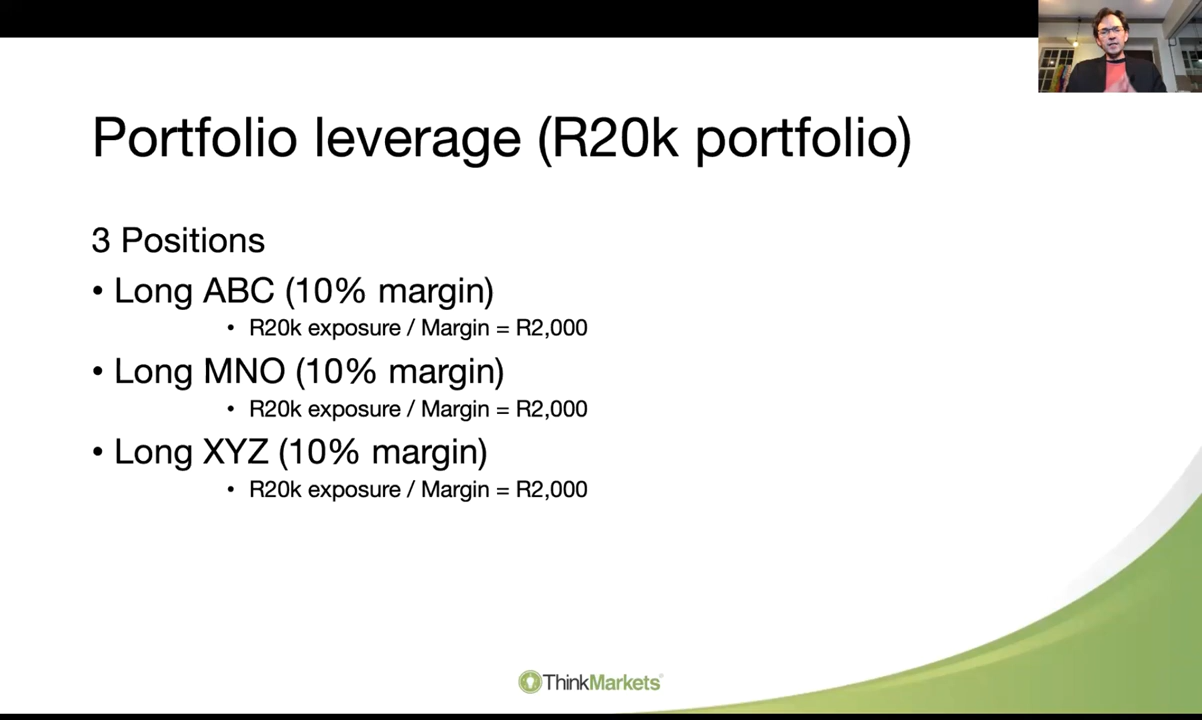 Portfolio leverage (R20k portfolio)
3 Positions
• Long ABC (10% margin)
• R20k exposure / Margin = R2,000
• Long MNO (10% margin)
• R20k exposure / Margin = R2,000
• Long XYZ (10% margin)
• R20k exposure / Margin = R2,000
ThinkMarkets